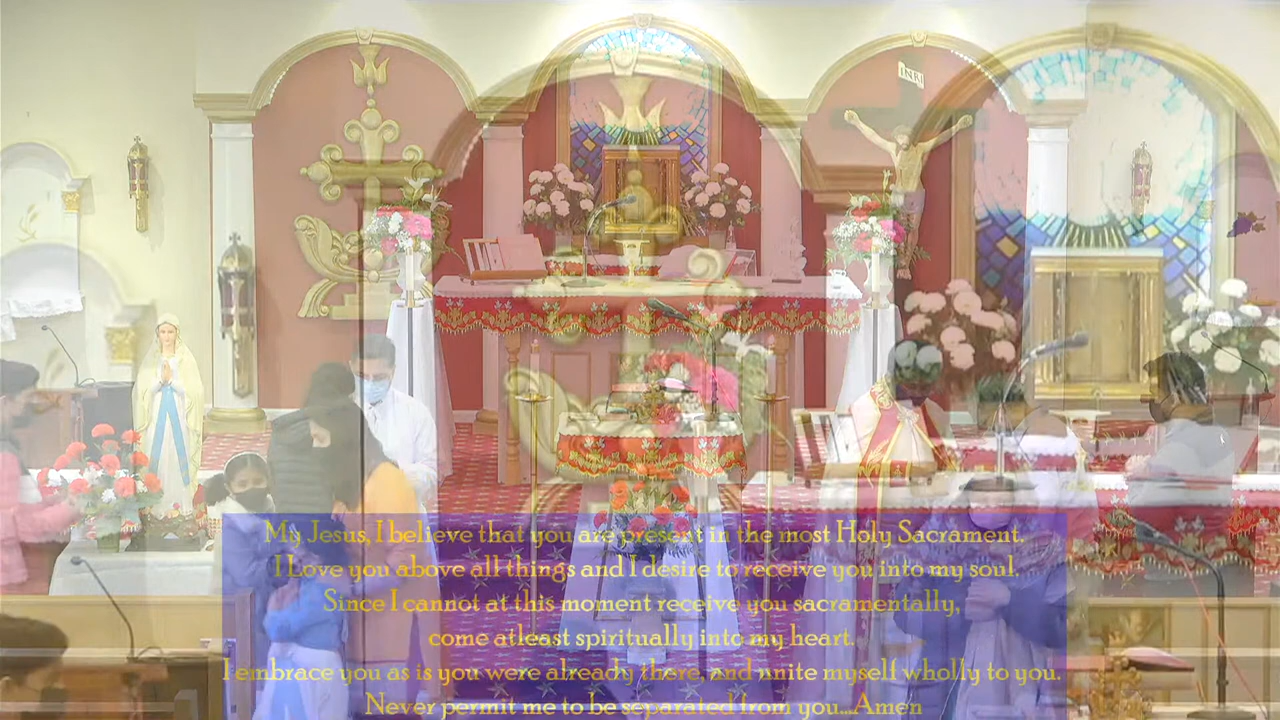 INRI
My Jesus, I believe that you are present in the most Holy Sacrament.
I Love you above all things and I desire to receive you into my soul.
Since I cannot at this moment receive you sacramentally,
come atleast spiritually into my heart.
I embrace you as is you were already there, and unite myself wholly to you.
Never permit me to be separated from you...Amen